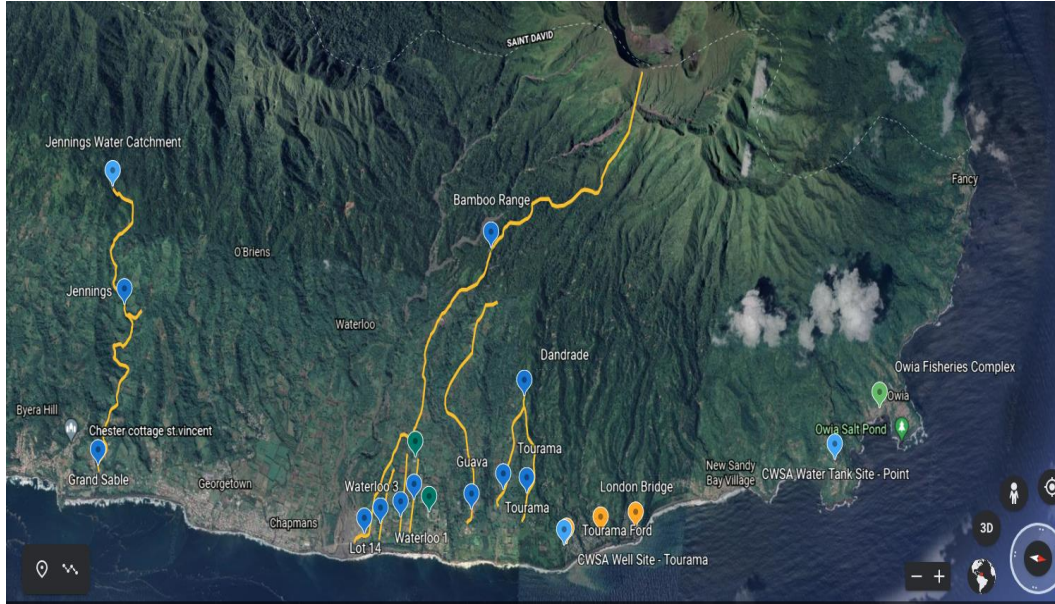 SAINT DAVID
Jennings Water Catchment
Fancy
Bamboo Range
O'Briens
Jennings
Waterloo
Dandrade
Owia Fisheries Complex
Owia
Byera Hill
Chester cottage st.vincent
Owia Salt Pond
Tourama
Guava
New Sandy
Bay Village
CWSA Water Tank Site - Point
Grand Sable
Georgetown
Waterloo 3
London Bridge
Tourama
Chapmans
Tourama Ford
Lot 14
Waterloo 1
CWSA Well Site - Tourama
3D